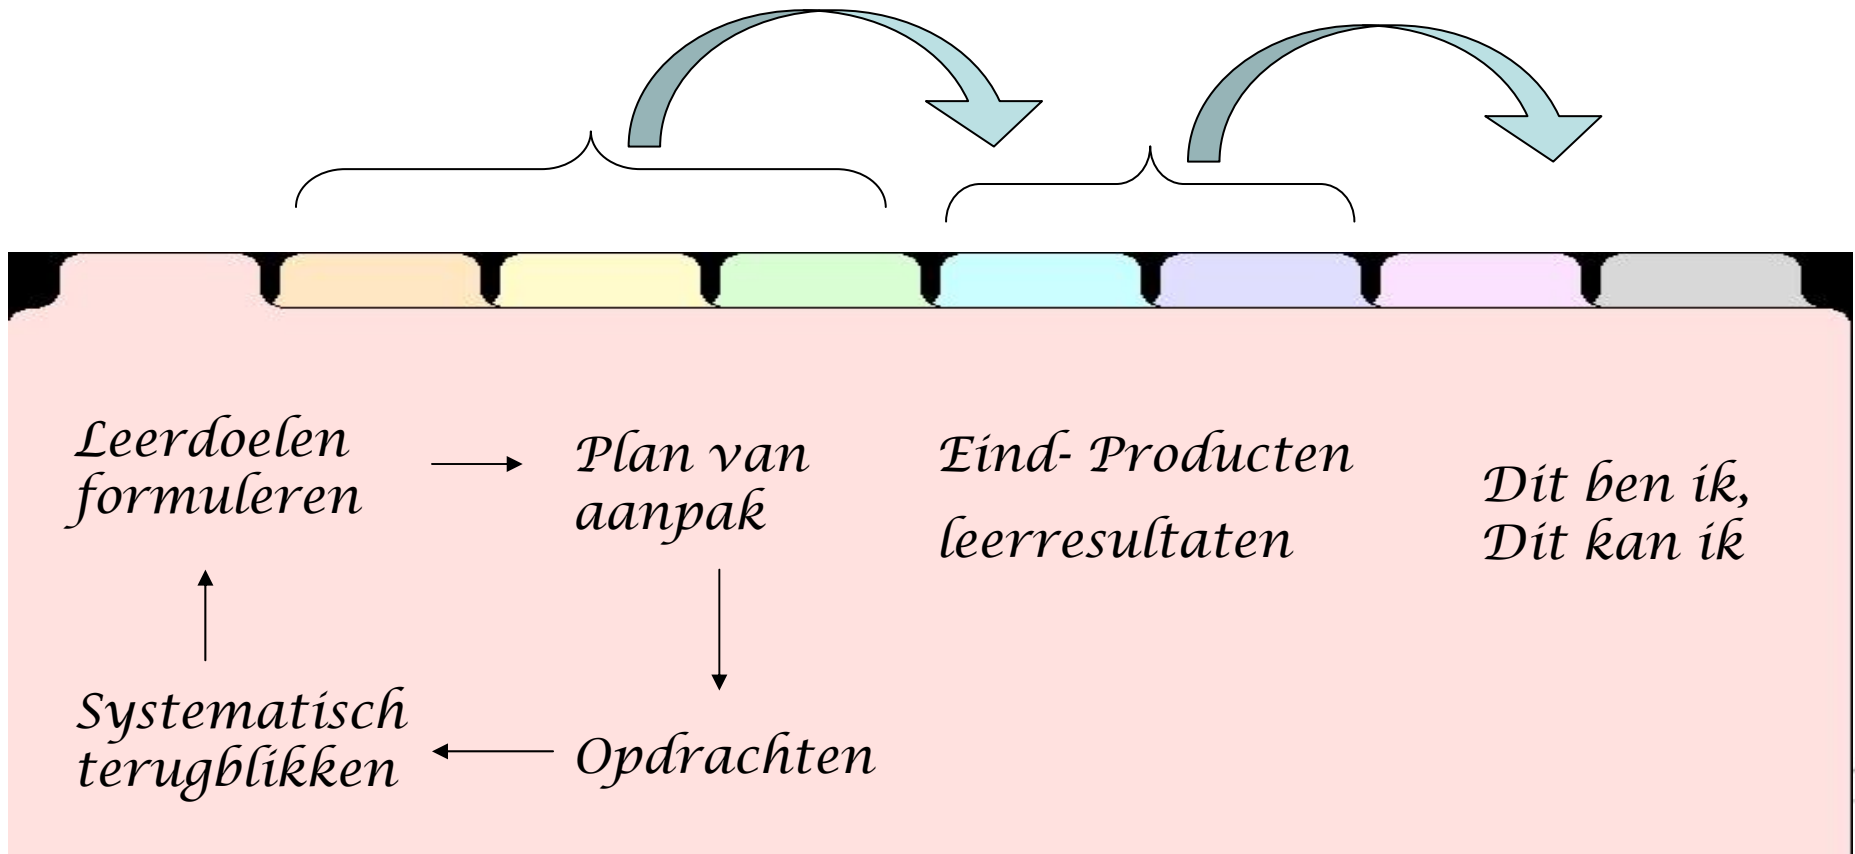 Leerdoelen
formuleren
Plan van
aanpak
Eind- Producten
leerresultaten
Dit ben ik,
Dit kan ik
Systematisch
terugblikken
Opdrachten